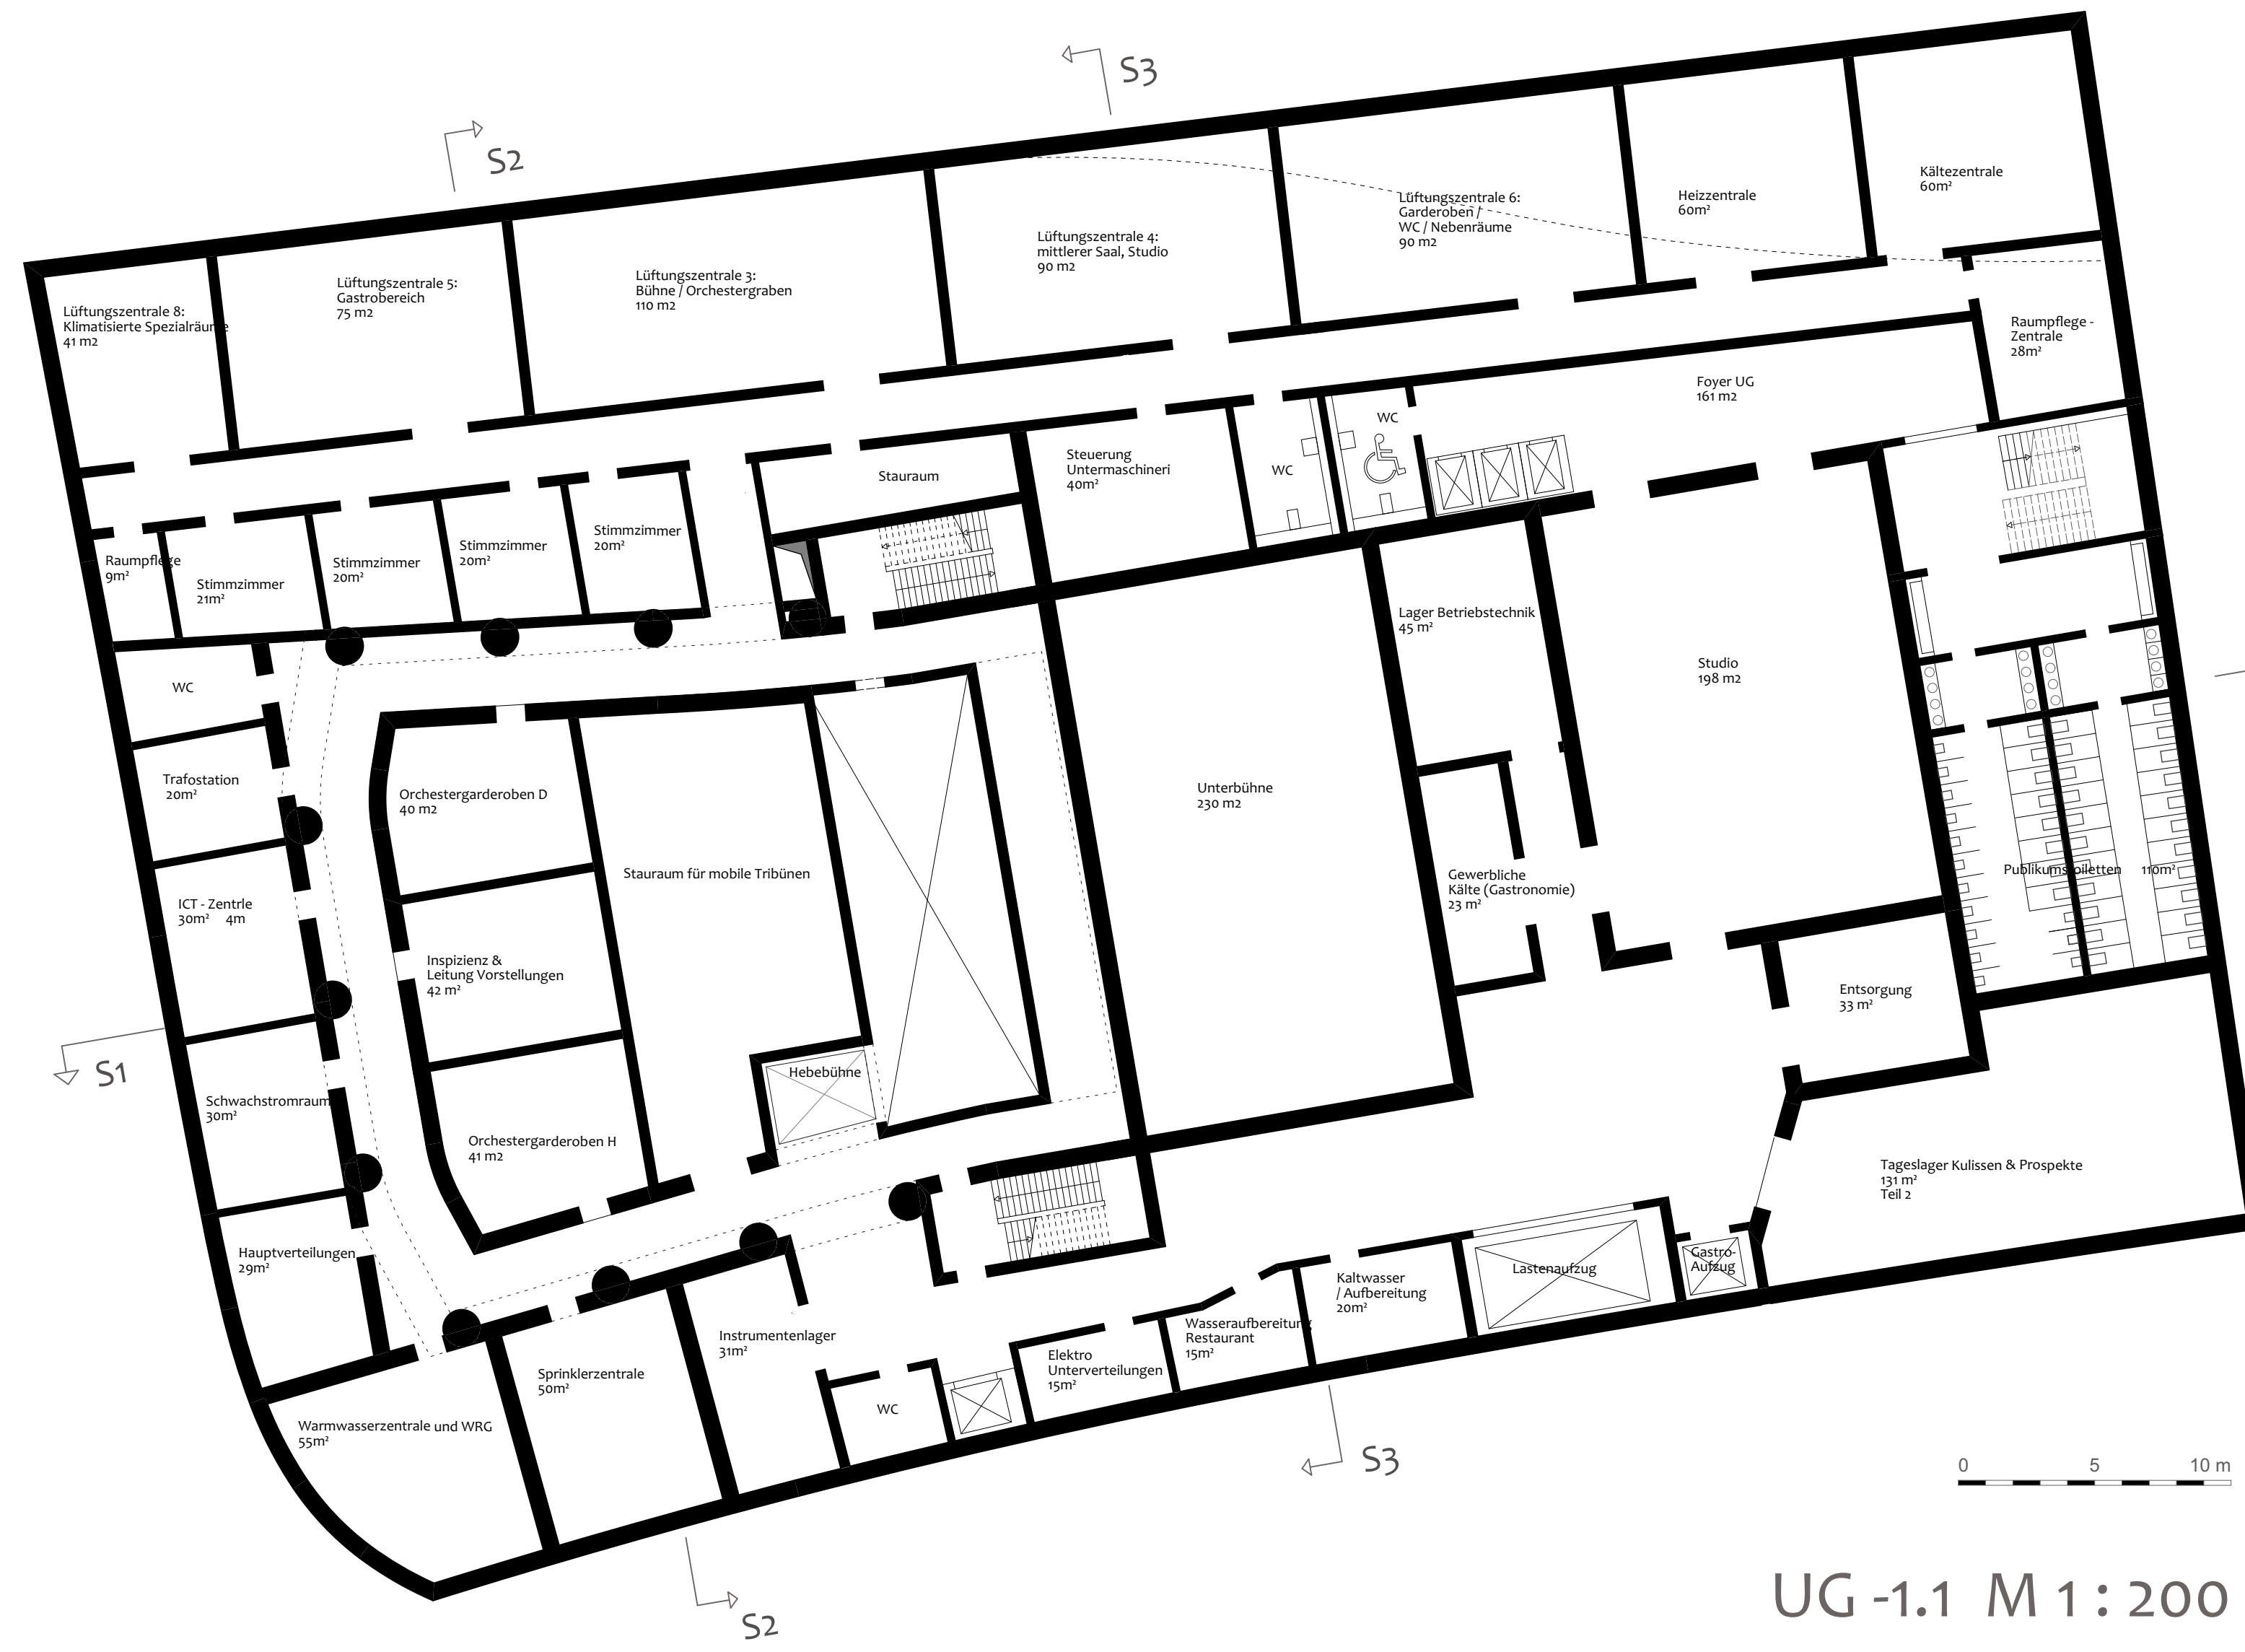 S3
S2
Kältezentrale
60m²
Heizzentrale
60m²
Lüftungszentrale 6:
Garderoben /
WC / Nebenräume
90 m2
Lüftungszentrale 4:
mittlerer Saal, Studio
90 m2
Lüftungszentrale 3:
Bühne / Orchestergraben
110 m2
Lüftungszentrale 5:
Gastrobereich
75 m2
Lüftungszentrale 8:
Klimatisierte Spezialräume
41 m2
Raumpflege -
Zentrale
28m²
Foyer UG
161 m2
WC
WC
Steuerung
Untermaschineri
40m²
Stauraum
Stimmzimmer
20m²
Stimmzimmer
20m²
Stimmzimmer
20m²
Stimmzimmer
21m²
Raumpflege
9m²
WC
Lager Betriebstechnik
45 m²
Studio
198 m2
Trafostation
20m²
Orchestergarderoben D
40 m2
Unterbühne
230 m2
Stauraum für mobile Tribünen
Gewerbliche
Kälte (Gastronomie)
23 m²
Publikumstoiletten 110m²
ICT - Zentrle
30m² 4m
Inspizienz &
Leitung Vorstellungen
42 m²
Entsorgung
33 m²
S1
Hebebühne
Schwachstromraum
30m²
Orchestergarderoben H
41 m2
Tageslager Kulissen & Prospekte
131 m²
Teil 2
Hauptverteilungen
29m²
Gastro-
Aufzug
Lastenaufzug
Kaltwasser
/ Aufbereitung
20m²
Wasseraufbereitung
Restaurant
15m²
Instrumentenlager
31m²
Elektro
Unterverteilungen
15m²
Sprinklerzentrale
50m²
WC
Warmwasserzentrale und WRG
55m²
S3
0 5 10 m
S2
UG -1.1 M 1 : 200